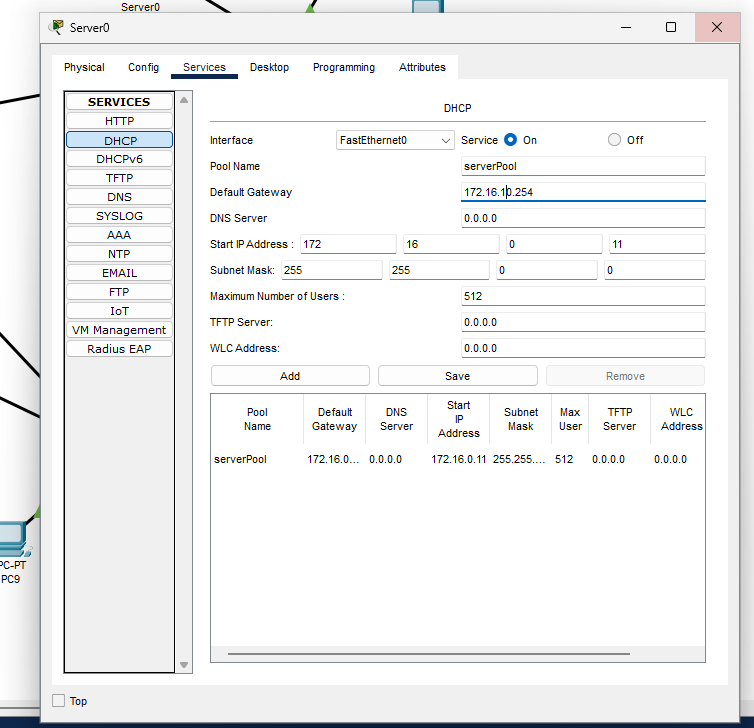 Server0
Server0
Physical Config Services Desktop Programming Attributes
SERVICES
HTTP
DHCP
DHCPv6
TFTP
DNS
SYSLOG
AAA
NTP
EMAIL
FTP
IoT
VM Management
Radius EAP
DHCP
Interface FastEthernet0 Service On Off
Pool Name serverPool
Default Gateway 172.16.10.254
DNS Server 0.0.0.0
Start IP Address : 172 16 0 11
Subnet Mask: 255 255 0 0
Maximum Number of Users : 512
TFTP Server: 0.0.0.0
WLC Address: 0.0.0.0
Add Save Remove
Pool Name Default Gateway DNS Server Start IP Address Subnet Mask Max User TFTP Server WLC Address
serverPool 172.16.0... 0.0.0.0 172.16.0.11 255.255.... 512 0.0.0.0 0.0.0.0
PC-PT
PC9
Top